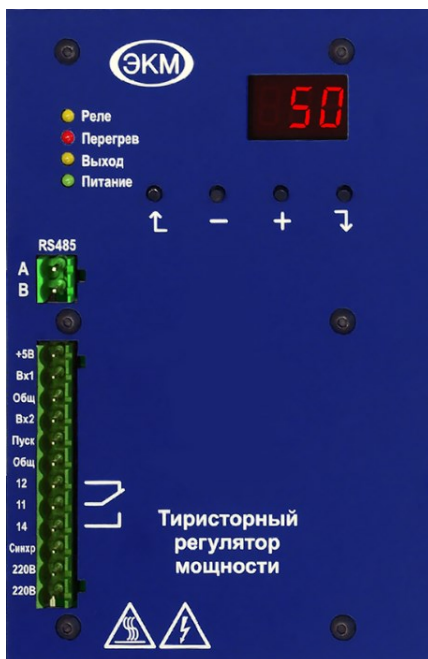 ЭКМ
50
Реле
Перегрев
Выход
Питание
− +
RS485
A
B
+5В
Вх1
Общ
Вх2
Пуск
Общ
12
11
14
Синхр
220В
220В
Тиристорный
регулятор
мощности